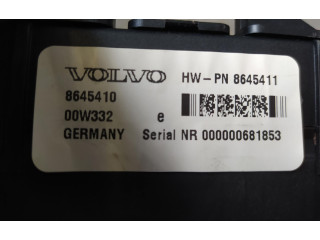 VOLVO HW-PN 8645411
8645410
00W332 e
GERMANY Serial NR 000000681853